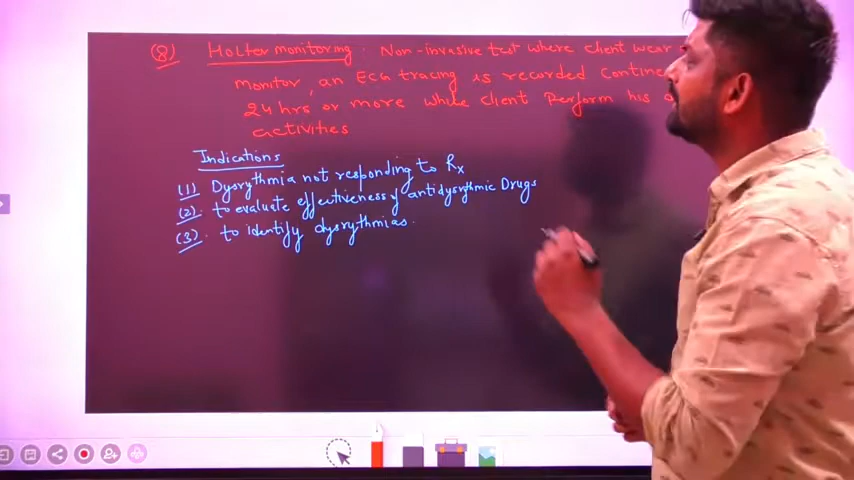 (8) Holter monitoring. Non-invasive test where client wear
monitor, an ECG tracing is recorded
24 hrs or more while client Perform his
activities
Indications
(1) Dysrythmia not responding to Rx
(2). to evaluate effectiveness of antidysrythmic Drugs
(3). to identify dysrythmias.